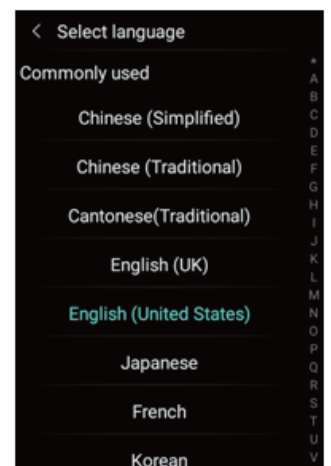 < Select language
Commonly used
Chinese (Simplified)
Chinese (Traditional)
Cantonese(Traditional)
English (UK)
English (United States)
Japanese
French
Korean
*
A
B
C
D
E
F
G
H
I
J
K
L
M
N
O
P
Q
R
S
T
U
V